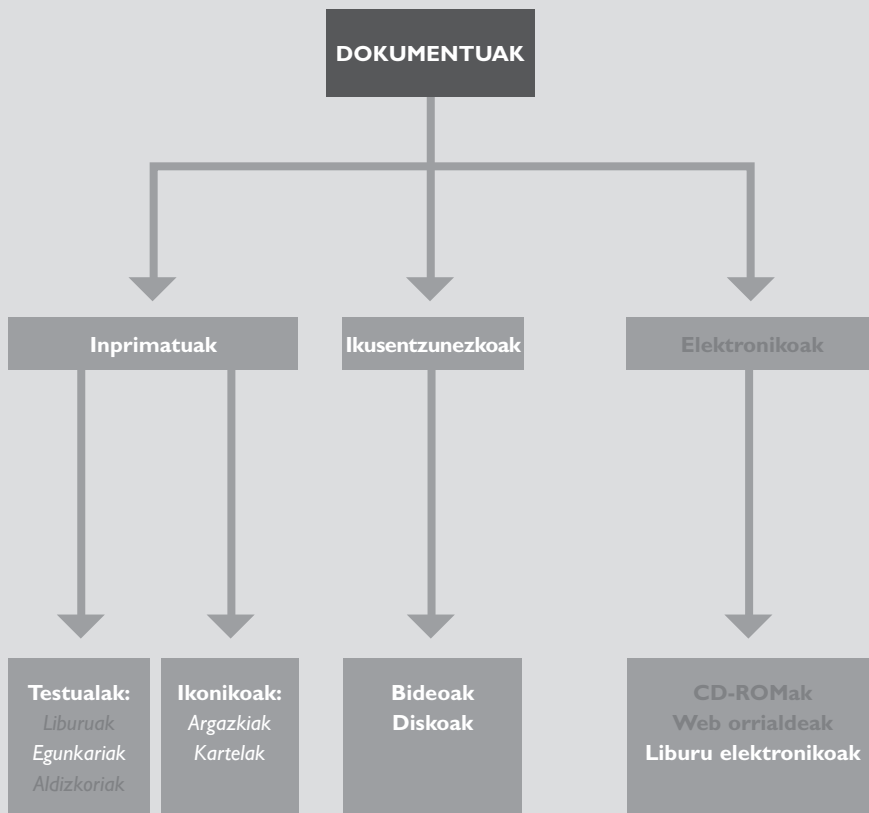 DOKUMENTUAK
Inprimatuak
Ikusentzunezkoak
Elektronikoak
Testualak:
Liburuak
Egunkariak
Aldizkoriak
Ikonikoak:
Argazkiak
Kartelak
Bideoak
Diskoak
CD-ROMak
Web orrialdeak
Liburu elektronikoak